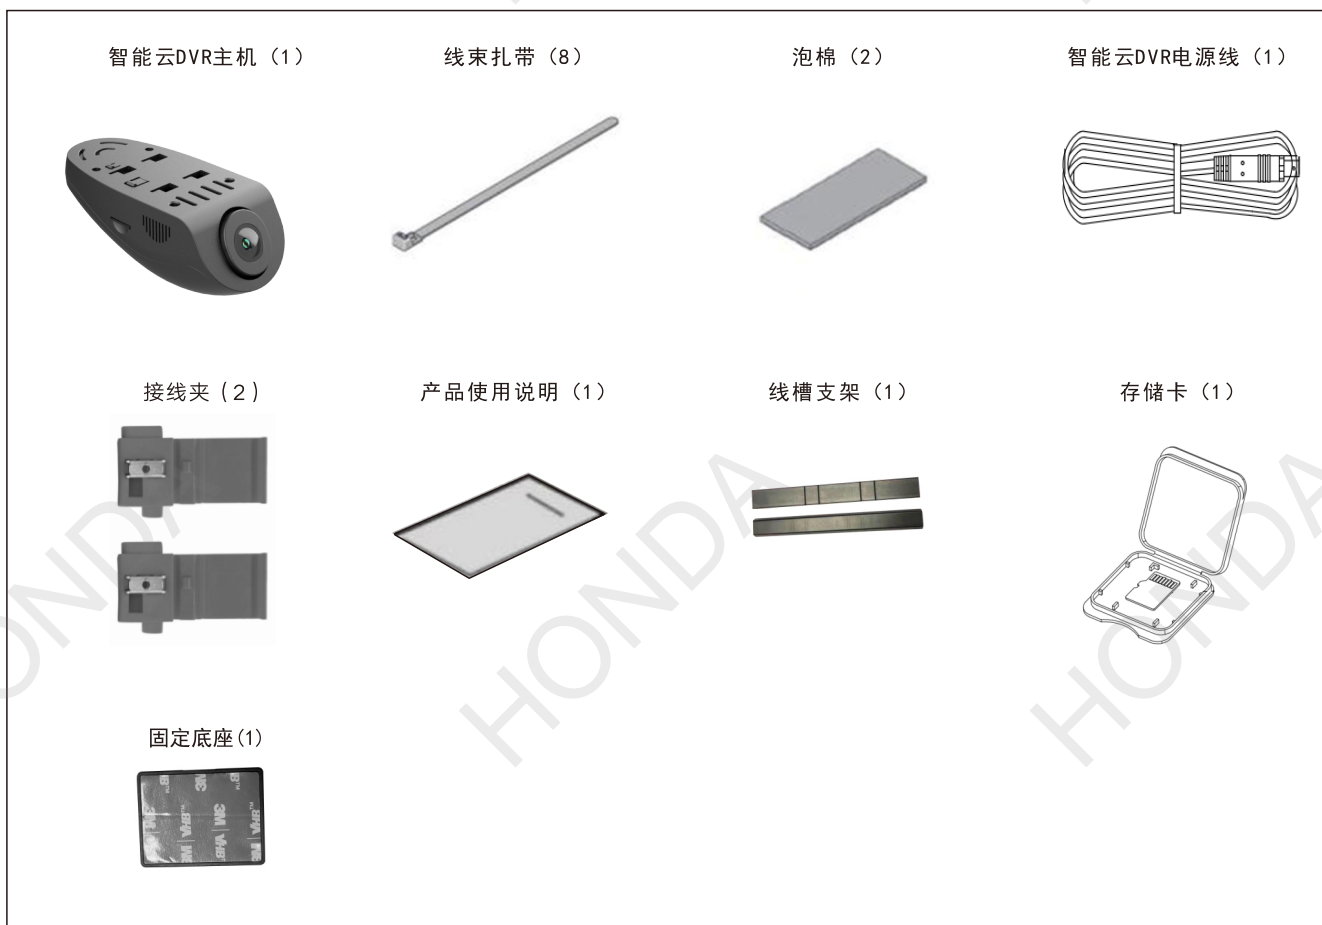 智能云DVR主机（1）
线束扎带（8）
泡棉（2）
智能云DVR电源线（1）
接线夹（2）
产品使用说明（1）
线槽支架（1）
存储卡（1）
固定底座(1)
3M VHB
HONDA
HONDA
HONDA